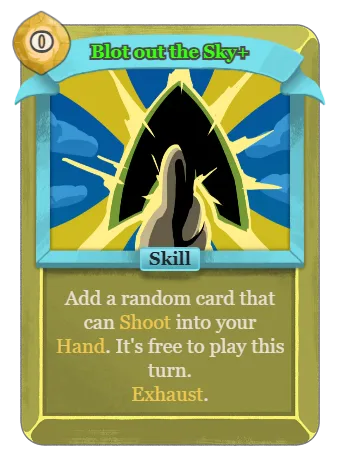 0
Blot out the Sky+
Skill
Add a random card that
can Shoot into your
Hand. It's free to play this
turn.
Exhaust.